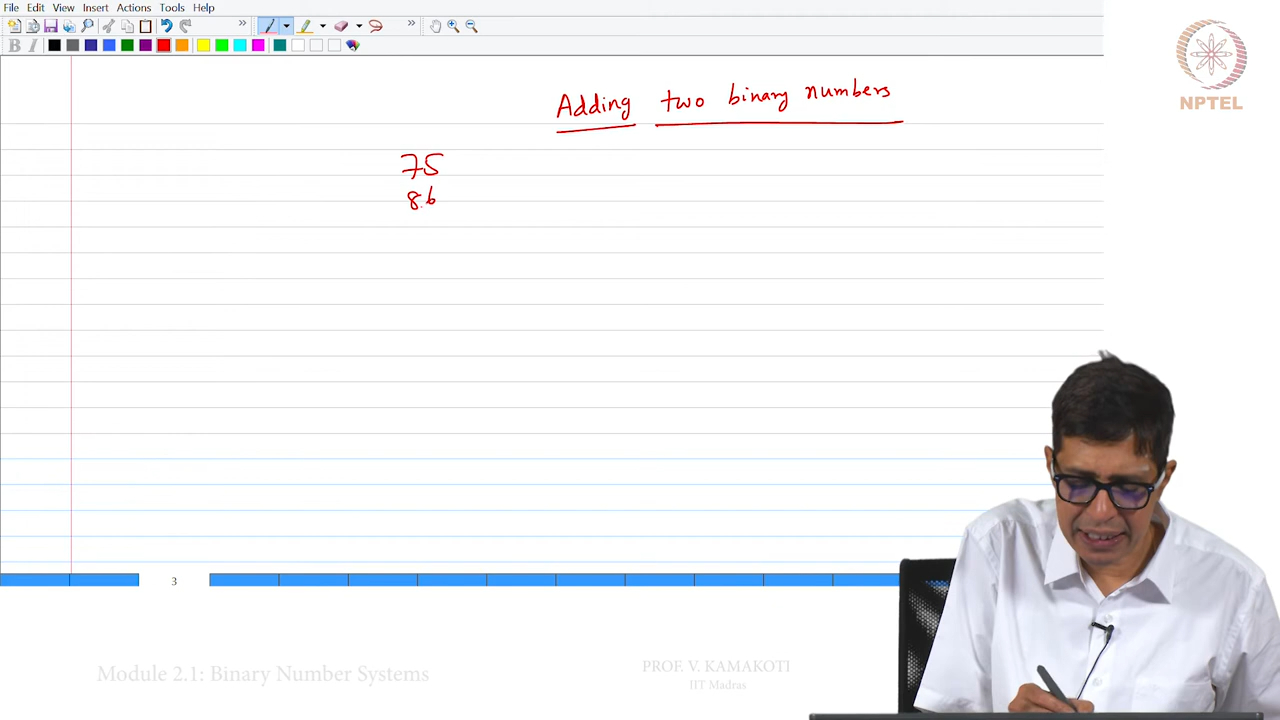 File Edit View Insert Actions Tools Help
B I
NPTEL
Adding two binary numbers
75
86
3
Module 2.1: Binary Number Systems
PROF. V. KAMAKOTI
IIT Madras